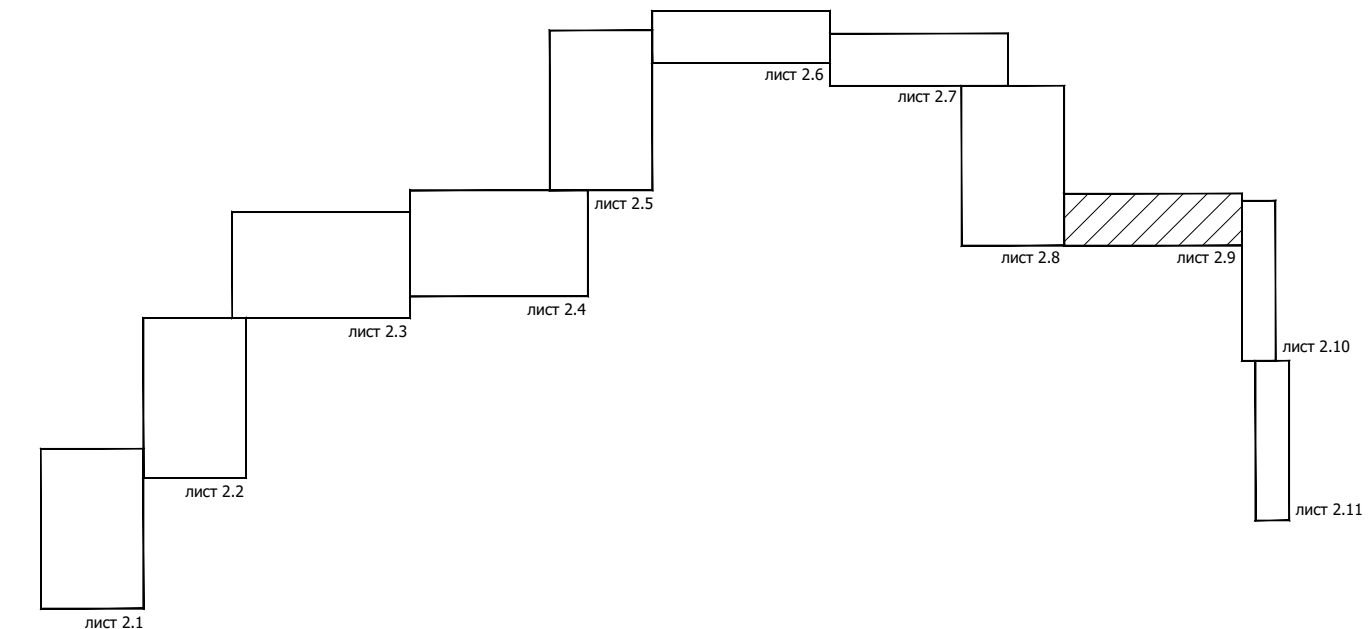 лист 2.6
лист 2.7
лист 2.5
лист 2.8
лист 2.9
лист 2.4
лист 2.3
лист 2.10
лист 2.2
лист 2.11
лист 2.1